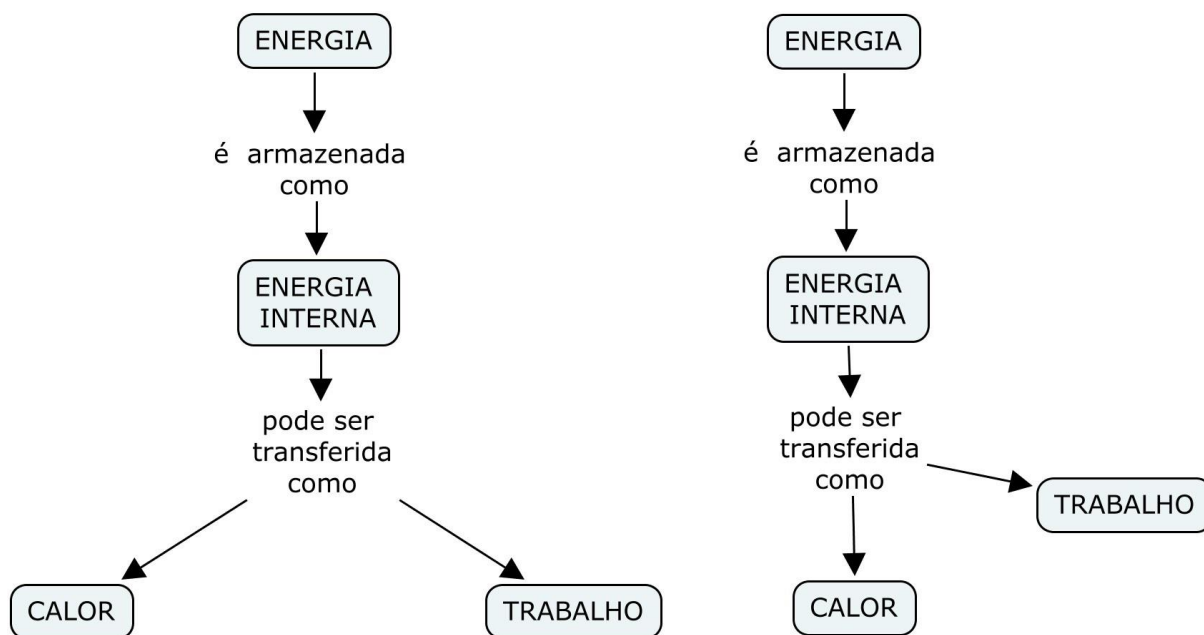 ENERGIA
é armazenada
como
ENERGIA
INTERNA
pode ser
transferida
como
CALOR
TRABALHO
ENERGIA
é armazenada
como
ENERGIA
INTERNA
pode ser
transferida
como
TRABALHO
CALOR